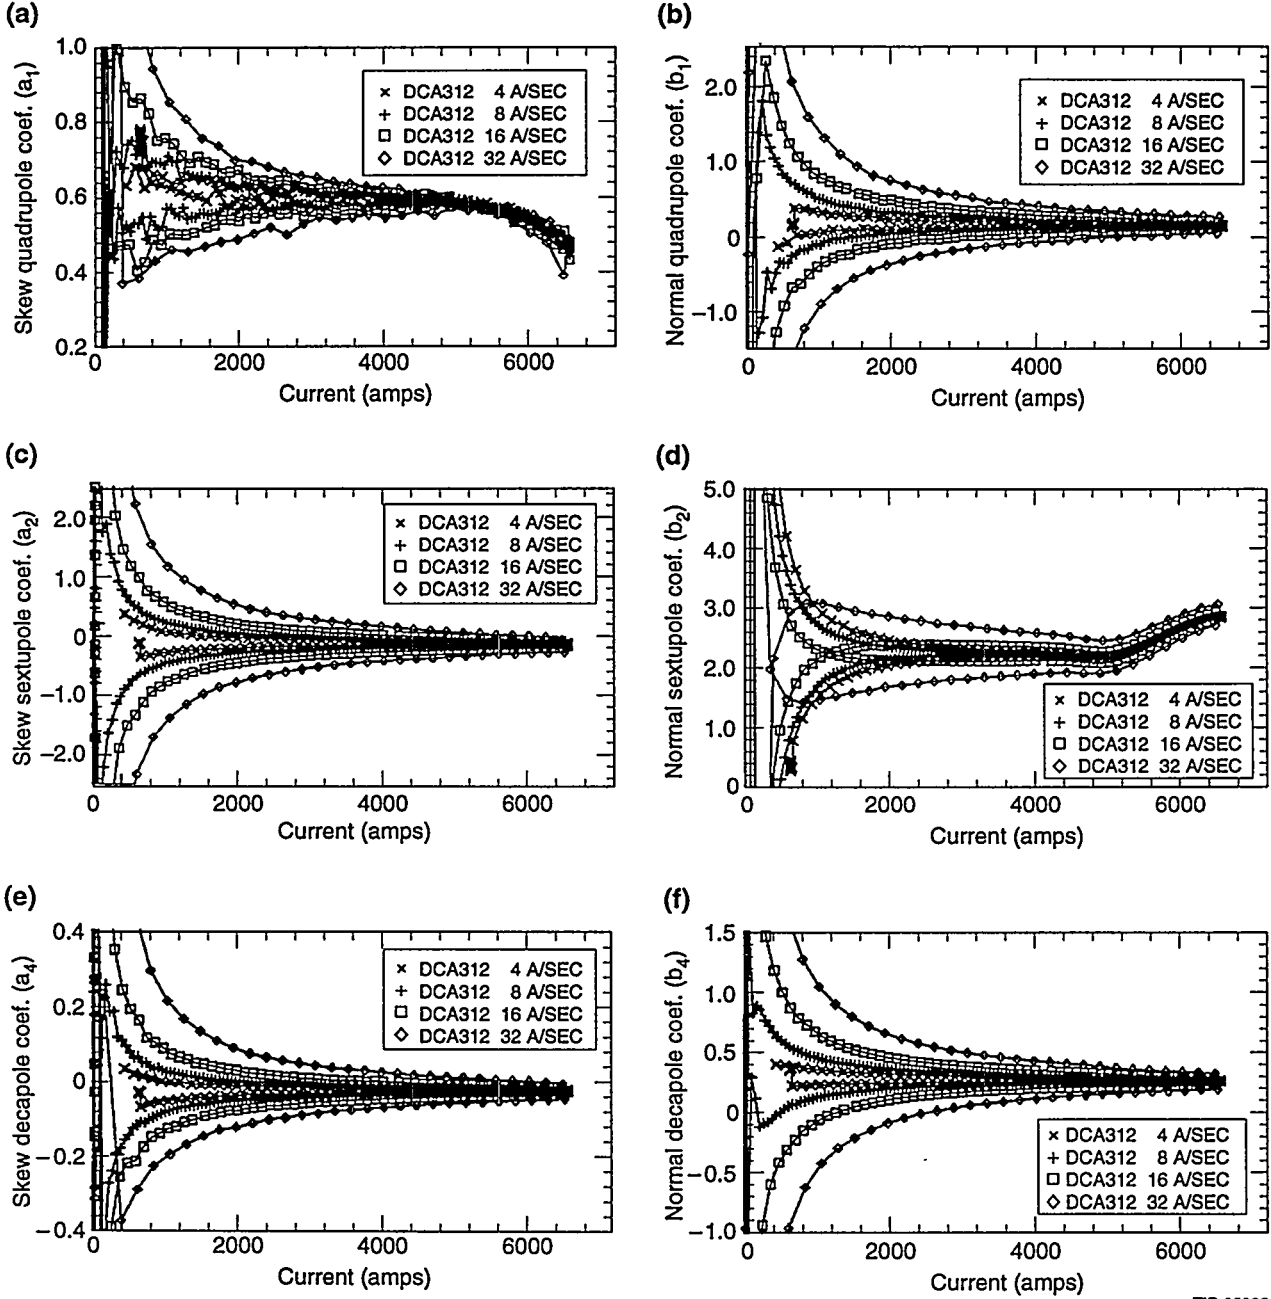 (a)
Skew quadrupole coef. (a1)
1.0
0.8
0.6
0.4
0.2
DCA312 4 A/SEC
DCA312 8 A/SEC
DCA312 16 A/SEC
DCA312 32 A/SEC
0 2000 4000 6000
Current (amps)
(b)
Normal quadrupole coef. (b1)
2.0
1.0
0
−1.0
DCA312 4 A/SEC
DCA312 8 A/SEC
DCA312 16 A/SEC
DCA312 32 A/SEC
0 2000 4000 6000
Current (amps)
(c)
Skew sextupole coef. (a2)
2.0
1.0
0
−1.0
−2.0
DCA312 4 A/SEC
DCA312 8 A/SEC
DCA312 16 A/SEC
DCA312 32 A/SEC
0 2000 4000 6000
Current (amps)
(d)
Normal sextupole coef. (b2)
5.0
4.0
3.0
2.0
1.0
0
DCA312 4 A/SEC
DCA312 8 A/SEC
DCA312 16 A/SEC
DCA312 32 A/SEC
0 2000 4000 6000
Current (amps)
(e)
Skew decapole coef. (a4)
0.4
0.2
0
−0.2
−0.4
DCA312 4 A/SEC
DCA312 8 A/SEC
DCA312 16 A/SEC
DCA312 32 A/SEC
0 2000 4000 6000
Current (amps)
(f)
Normal decapole coef. (b4)
1.5
1.0
0.5
0
−0.5
−1.0
DCA312 4 A/SEC
DCA312 8 A/SEC
DCA312 16 A/SEC
DCA312 32 A/SEC
0 2000 4000 6000
Current (amps)